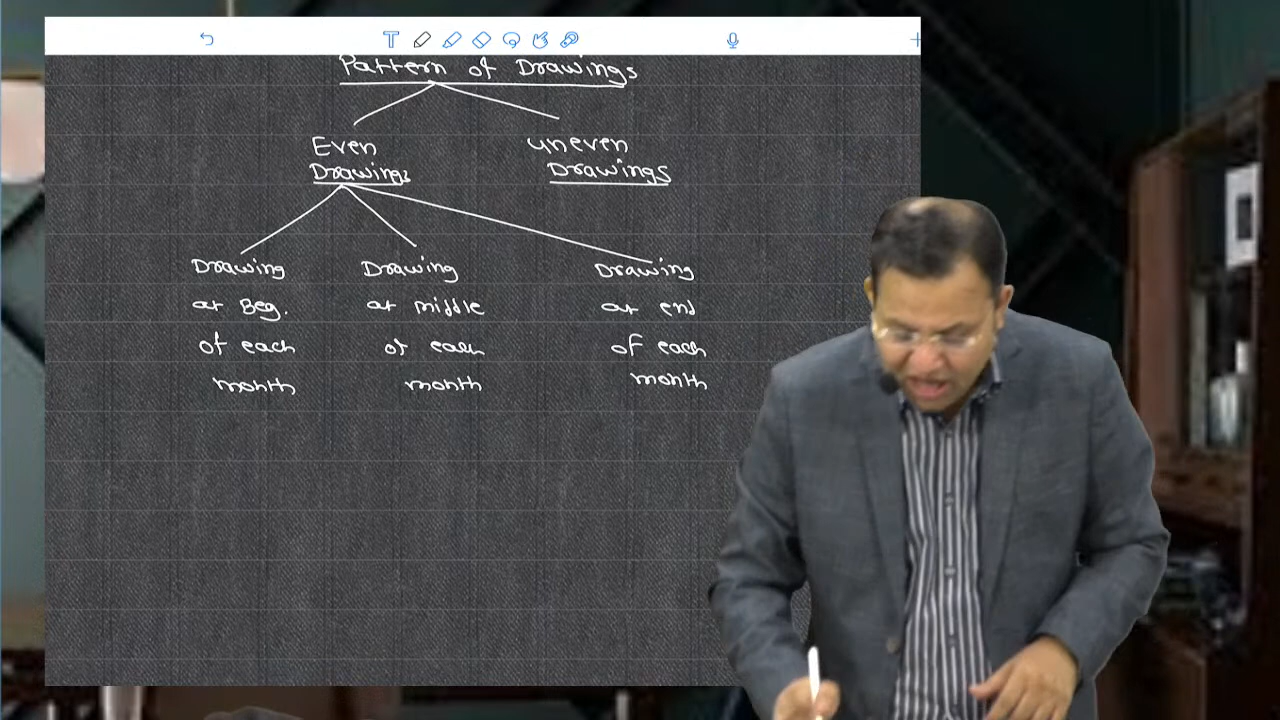 Pattern of Drawings
Even
Drawings
uneven
Drawings
Drawing
at Beg.
of each
month
Drawing
at middle
of each
month
Drawing
at end
of each
month